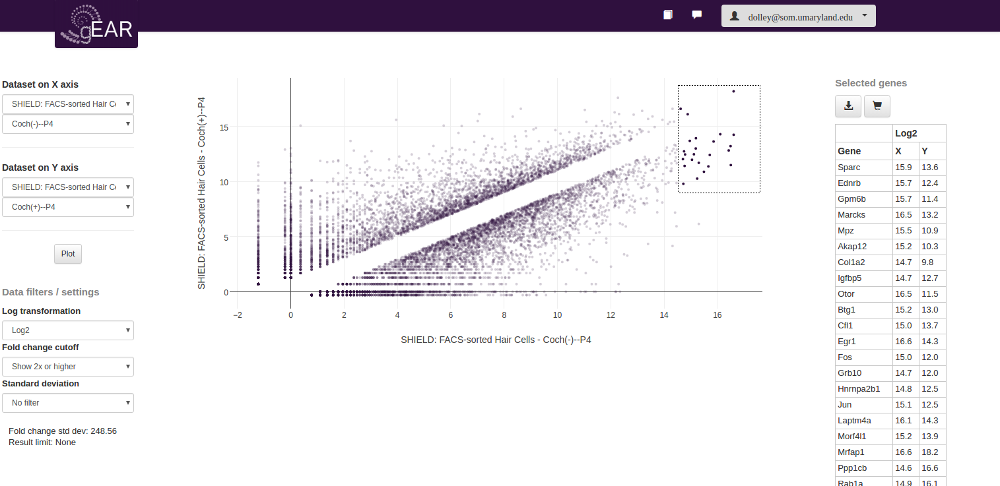 gEAR
dolley@som.umaryland.edu
Dataset on X axis
SHIELD: FACS-sorted Hair Ce
Coch(-)--P4
Dataset on Y axis
SHIELD: FACS-sorted Hair Ce
Coch(+)--P4
Plot
Data filters / settings
Log transformation
Log2
Fold change cutoff
Show 2x or higher
Standard deviation
No filter
Fold change std dev: 248.56
Result limit: None
SHIELD: FACS-sorted Hair Cells - Coch(+)--P4
15
10
5
0
−2 0 2 4 6 8 10 12 14 16
SHIELD: FACS-sorted Hair Cells - Coch(-)--P4
Selected genes
Log2
Gene X Y
Sparc 15.9 13.6
Ednrb 15.7 12.4
Gpm6b 15.7 11.4
Marcks 16.5 13.2
Mpz 15.5 10.9
Akap12 15.2 10.3
Col1a2 14.7 9.8
Igfbp5 14.7 12.7
Otor 16.5 11.5
Btg1 15.2 13.0
Cfl1 15.0 13.7
Egr1 16.6 14.3
Fos 15.0 12.0
Grb10 14.7 12.0
Hnrnpa2b1 14.8 12.5
Jun 15.1 12.5
Laptm4a 16.1 14.3
Morf4l1 15.2 13.9
Mrfap1 16.6 18.2
Ppp1cb 14.6 16.6
Rab1a 14.9 16.1